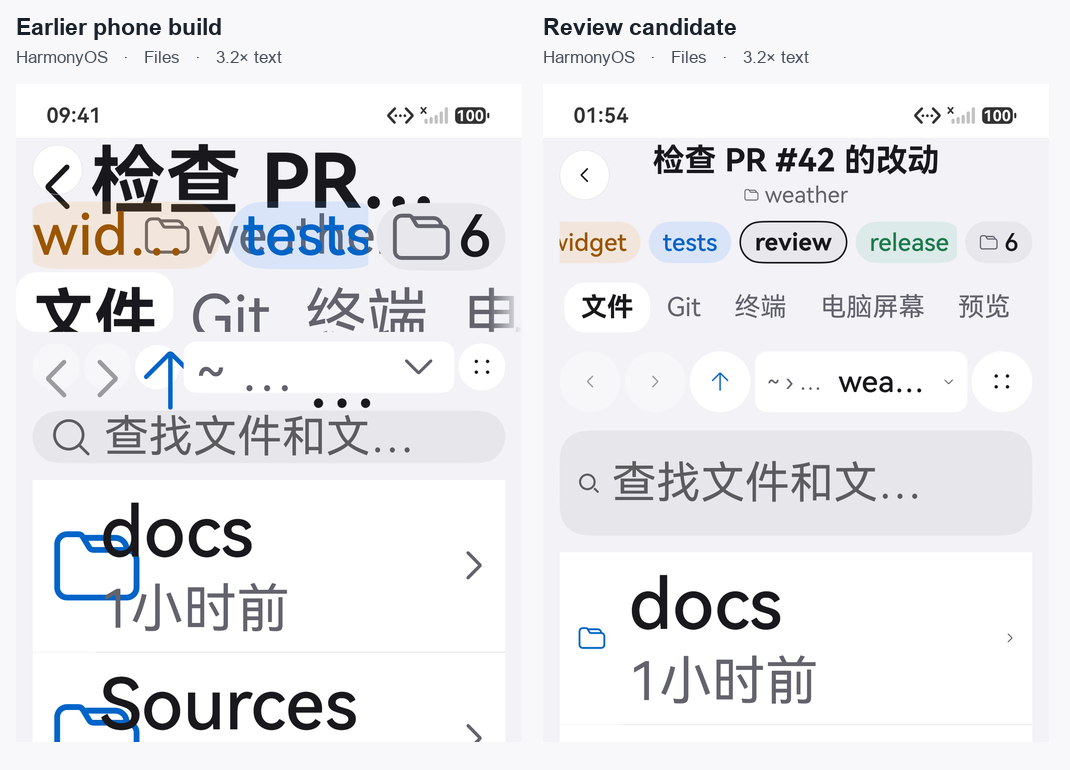 Earlier phone build
HarmonyOS · Files · 3.2× text
09:41
100
检查 PR…
wid…
weathe
tests
6
文件 Git 终端 电
~ … …
查找文件和文…
docs
1小时前
Sources
Review candidate
HarmonyOS · Files · 3.2× text
01:54
100
检查 PR #42 的改动
weather
widget tests review release 6
文件 Git 终端 电脑屏幕 预览
~ › … wea…
查找文件和文…
docs
1小时前